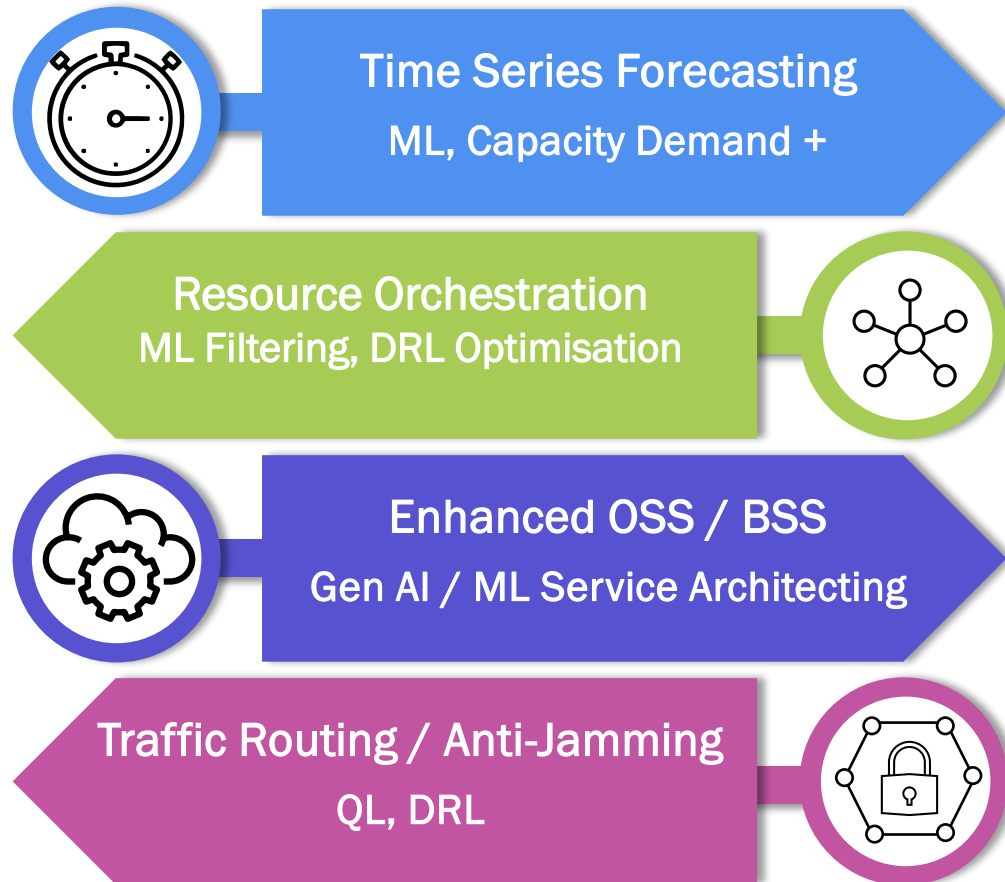 Time Series Forecasting
ML, Capacity Demand +
Resource Orchestration
ML Filtering, DRL Optimisation
Enhanced OSS / BSS
Gen AI / ML Service Architecting
Traffic Routing / Anti-Jamming
QL, DRL